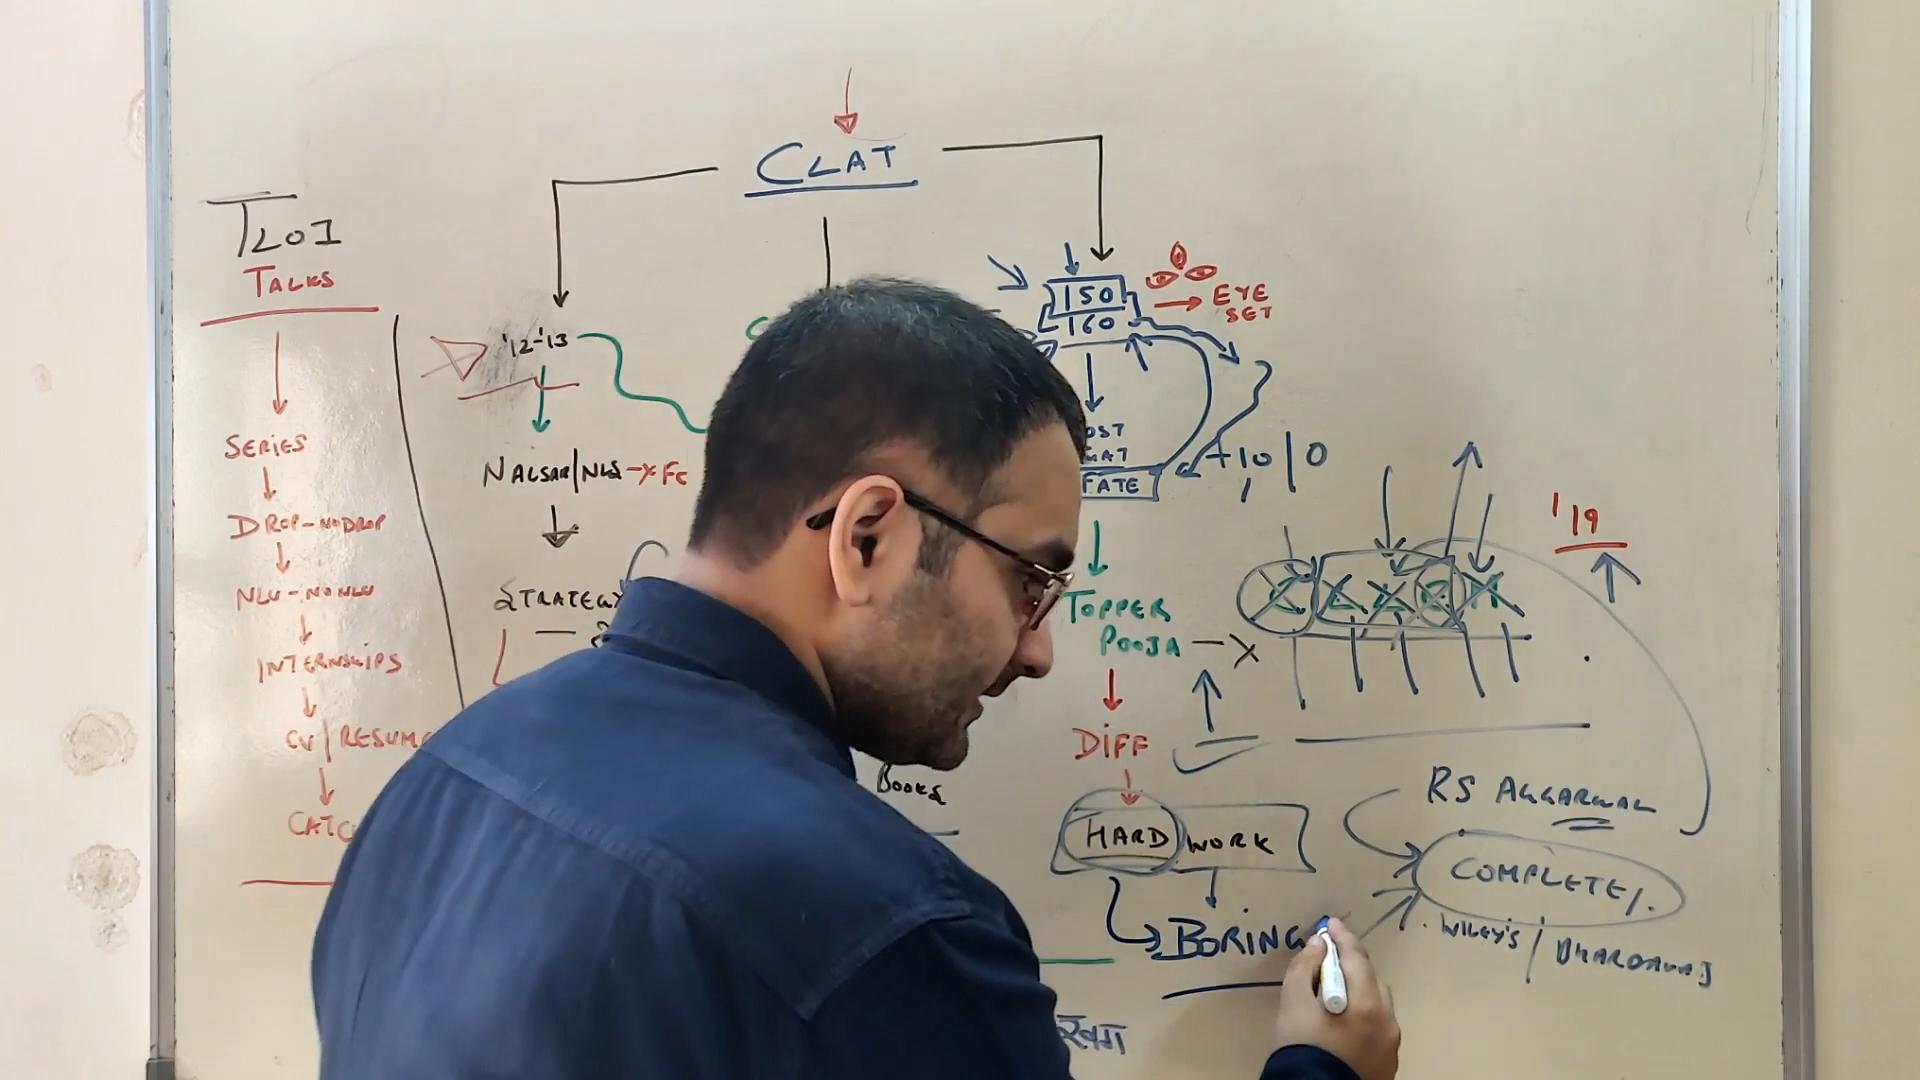 TLOI
TALKS
SERIES
DROP-NODROP
NLU-NONLU
INTERNSHIPS
CV/RESUME
CLAT
'12-'13
NALSAR/NLS
STRATEGY
BOOKS
150
160
EYE
SET
FATE
+10|0
TOPPER
POOJA - X
DIFF
HARD WORK
BORING
'19
RS AGGARWAL
COMPLETE/.
WILEY'S / BHARDWAJ